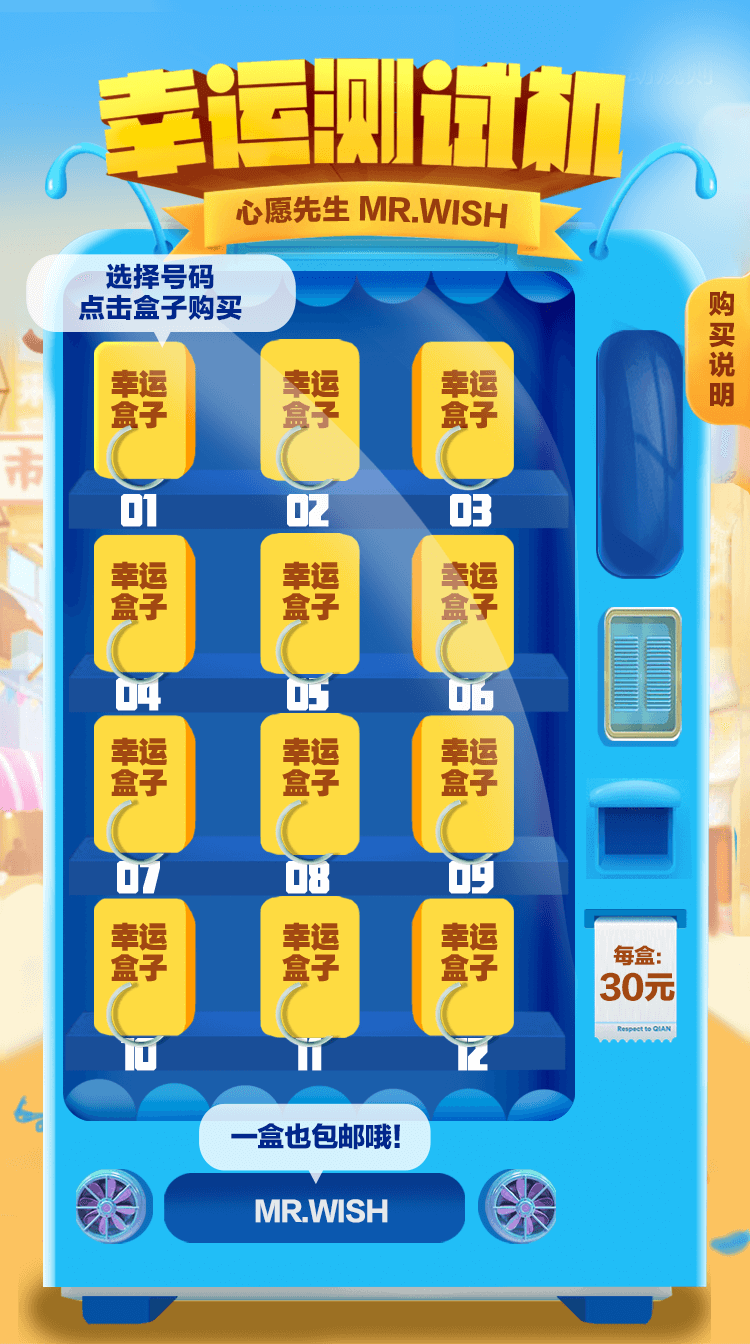 幸运测试机
心愿先生 MR.WISH
选择号码
点击盒子购买
购买说明
幸运
盒子
幸运
盒子
幸运
盒子
01
02
03
幸运
盒子
幸运
盒子
幸运
盒子
04
05
06
幸运
盒子
幸运
盒子
幸运
盒子
07
08
09
幸运
盒子
幸运
盒子
幸运
盒子
10
11
12
每盒:
30元
Respect to QIAN
一盒也包邮哦!
MR.WISH
市